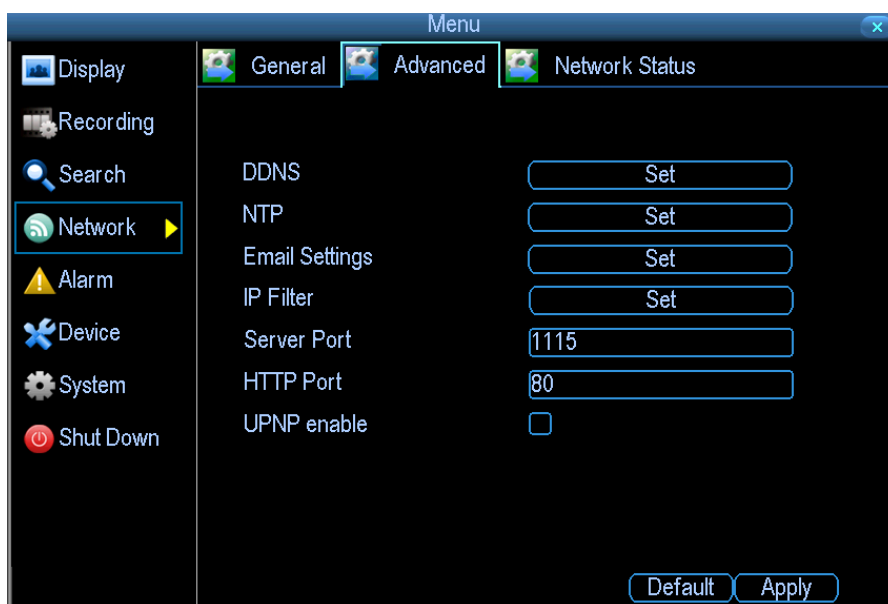 Menu
Display
Recording
Search
Network
Alarm
Device
System
Shut Down
General Advanced Network Status
DDNS Set
NTP Set
Email Settings Set
IP Filter Set
Server Port 1115
HTTP Port 80
UPNP enable
Default Apply